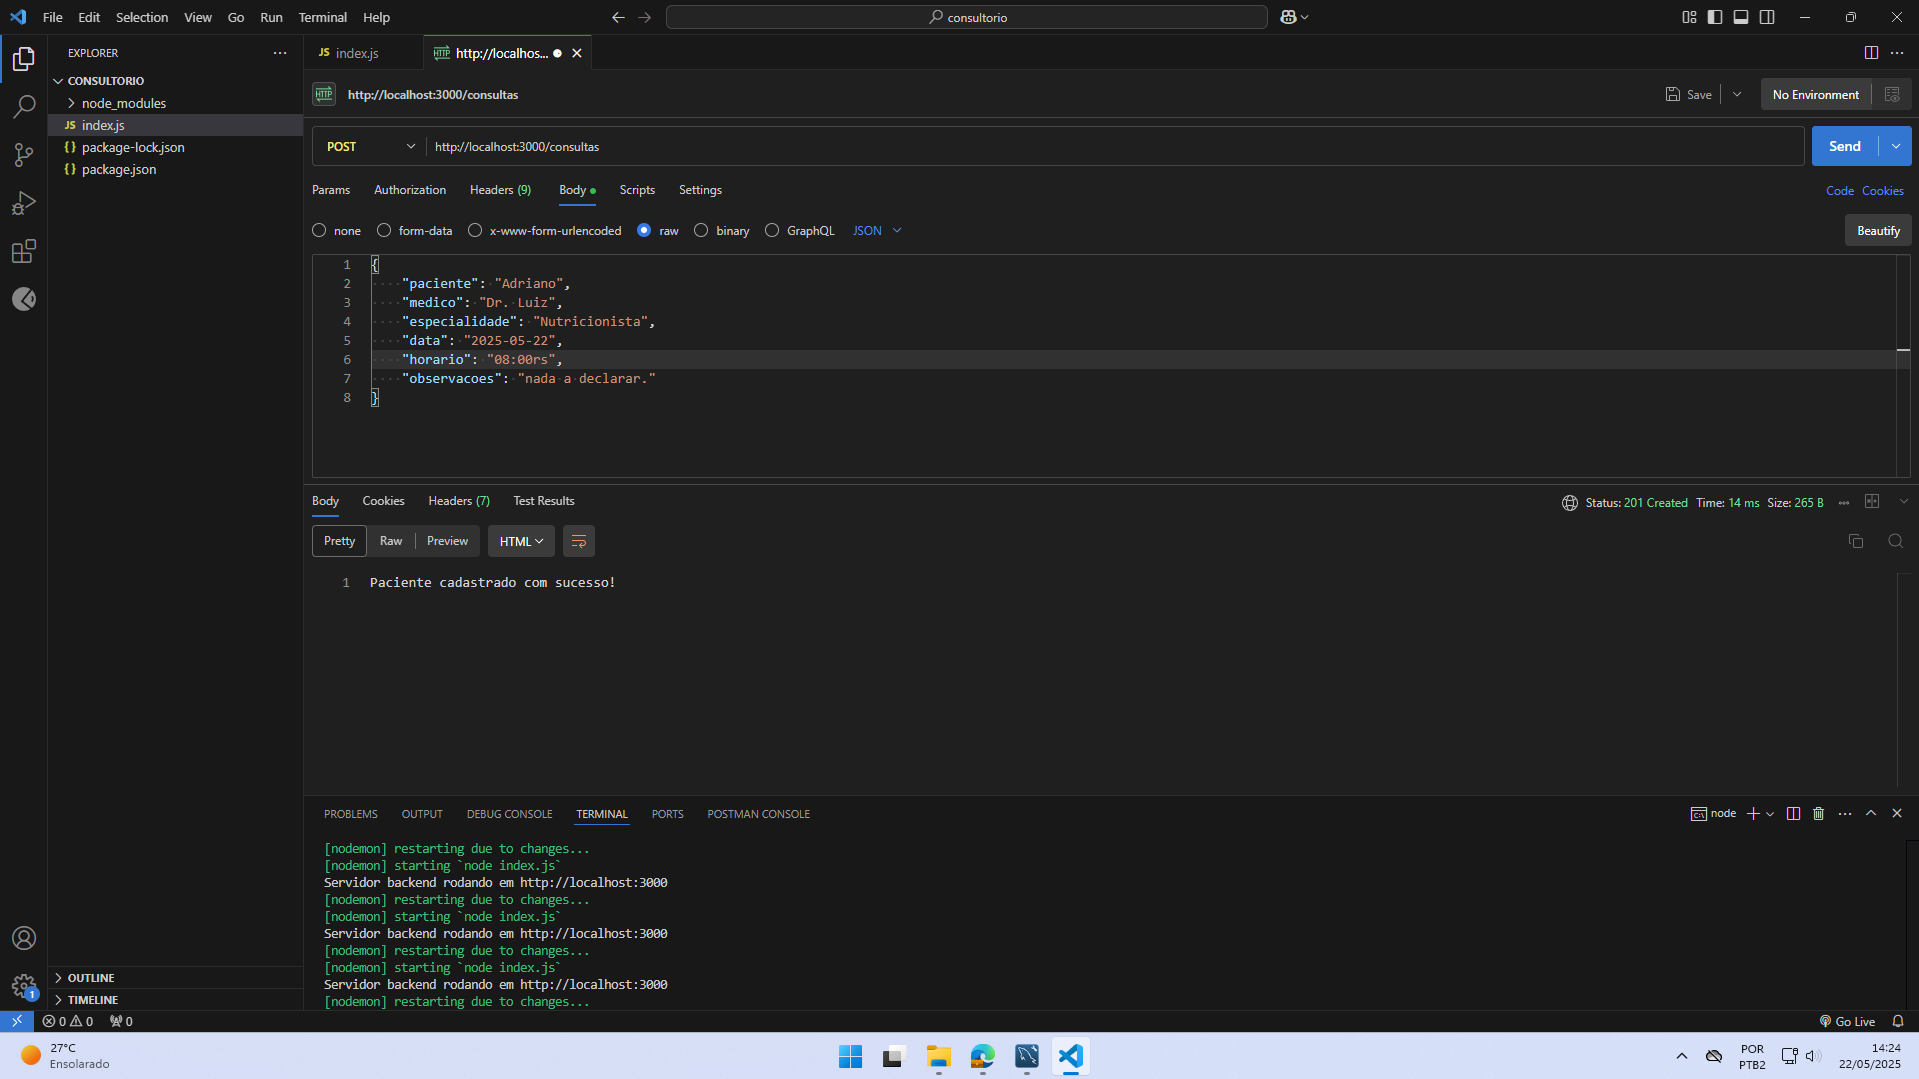 File Edit Selection View Go Run Terminal Help
consultorio
EXPLORER
CONSULTORIO
node_modules
JS index.js
{} package-lock.json
{} package.json
OUTLINE
TIMELINE
JS index.js
HTTP http://localhos...
HTTP http://localhost:3000/consultas
Save
No Environment
POST http://localhost:3000/consultas
Send
Params Authorization Headers (9) Body Scripts Settings
Code Cookies
none form-data x-www-form-urlencoded raw binary GraphQL JSON
Beautify
1 {
2 ····"paciente":·"Adriano",
3 ····"medico":·"Dr.·Luiz",
4 ····"especialidade":·"Nutricionista",
5 ····"data":·"2025-05-22",
6 ····"horario":·"08:00rs",
7 ····"observacoes":·"nada·a·declarar."
8 }
Body Cookies Headers (7) Test Results
Status: 201 Created Time: 14 ms Size: 265 B
Pretty Raw Preview HTML
1 Paciente cadastrado com sucesso!
PROBLEMS OUTPUT DEBUG CONSOLE TERMINAL PORTS POSTMAN CONSOLE
node
[nodemon] restarting due to changes...
[nodemon] starting `node index.js`
Servidor backend rodando em http://localhost:3000
[nodemon] restarting due to changes...
[nodemon] starting `node index.js`
Servidor backend rodando em http://localhost:3000
[nodemon] restarting due to changes...
[nodemon] starting `node index.js`
Servidor backend rodando em http://localhost:3000
[nodemon] restarting due to changes...
1
0 0 0
Go Live
27°C
Ensolarado
POR
PTB2
14:24
22/05/2025